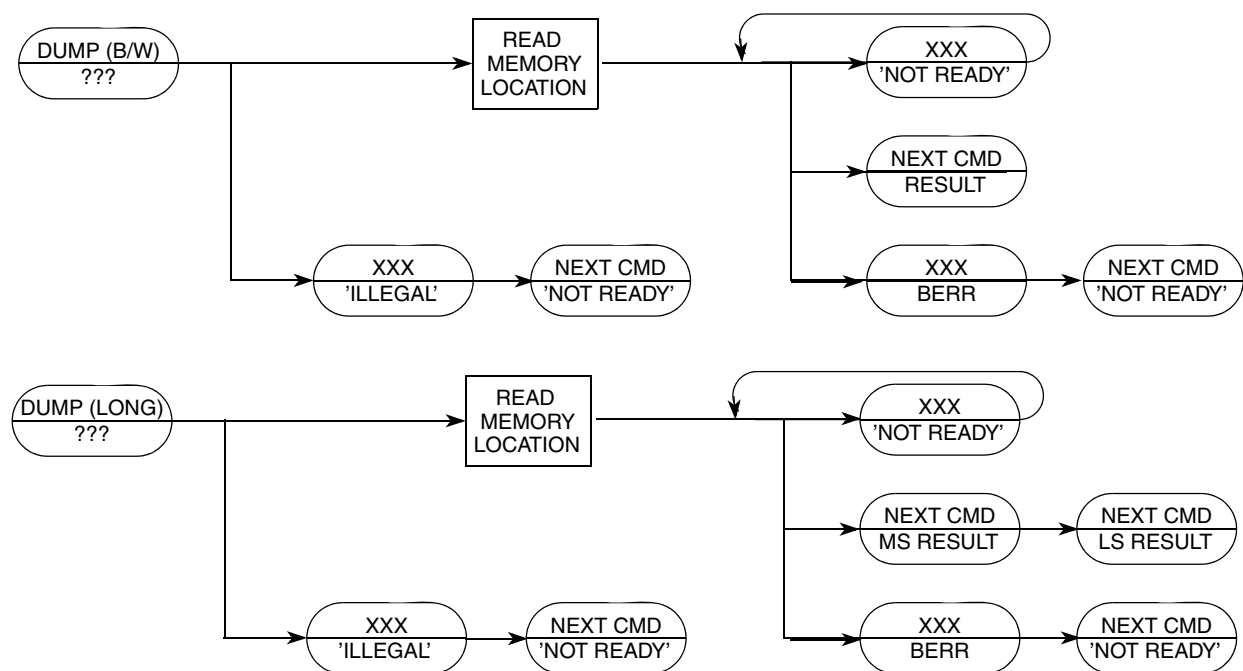 DUMP (B/W)
???
READ
MEMORY
LOCATION
XXX
'NOT READY'
NEXT CMD
RESULT
XXX
'ILLEGAL'
NEXT CMD
'NOT READY'
XXX
BERR
NEXT CMD
'NOT READY'
DUMP (LONG)
???
READ
MEMORY
LOCATION
XXX
'NOT READY'
NEXT CMD
MS RESULT
NEXT CMD
LS RESULT
XXX
'ILLEGAL'
NEXT CMD
'NOT READY'
XXX
BERR
NEXT CMD
'NOT READY'